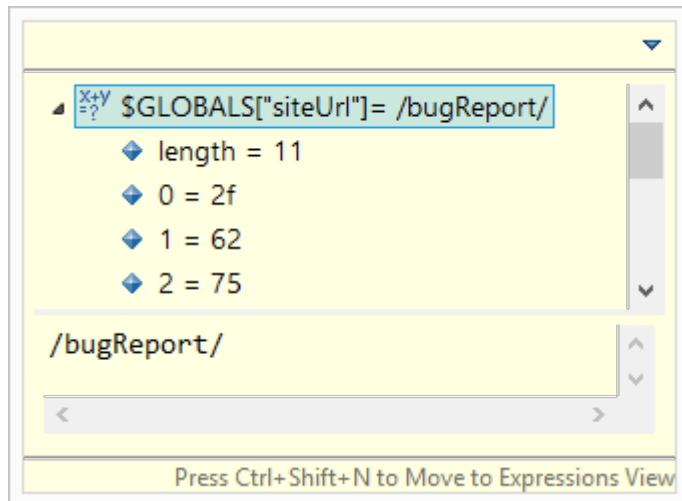 x+y
=?
$GLOBALS["siteUrl"]= /bugReport/
length = 11
0 = 2f
1 = 62
2 = 75
/bugReport/
Press Ctrl+Shift+N to Move to Expressions View